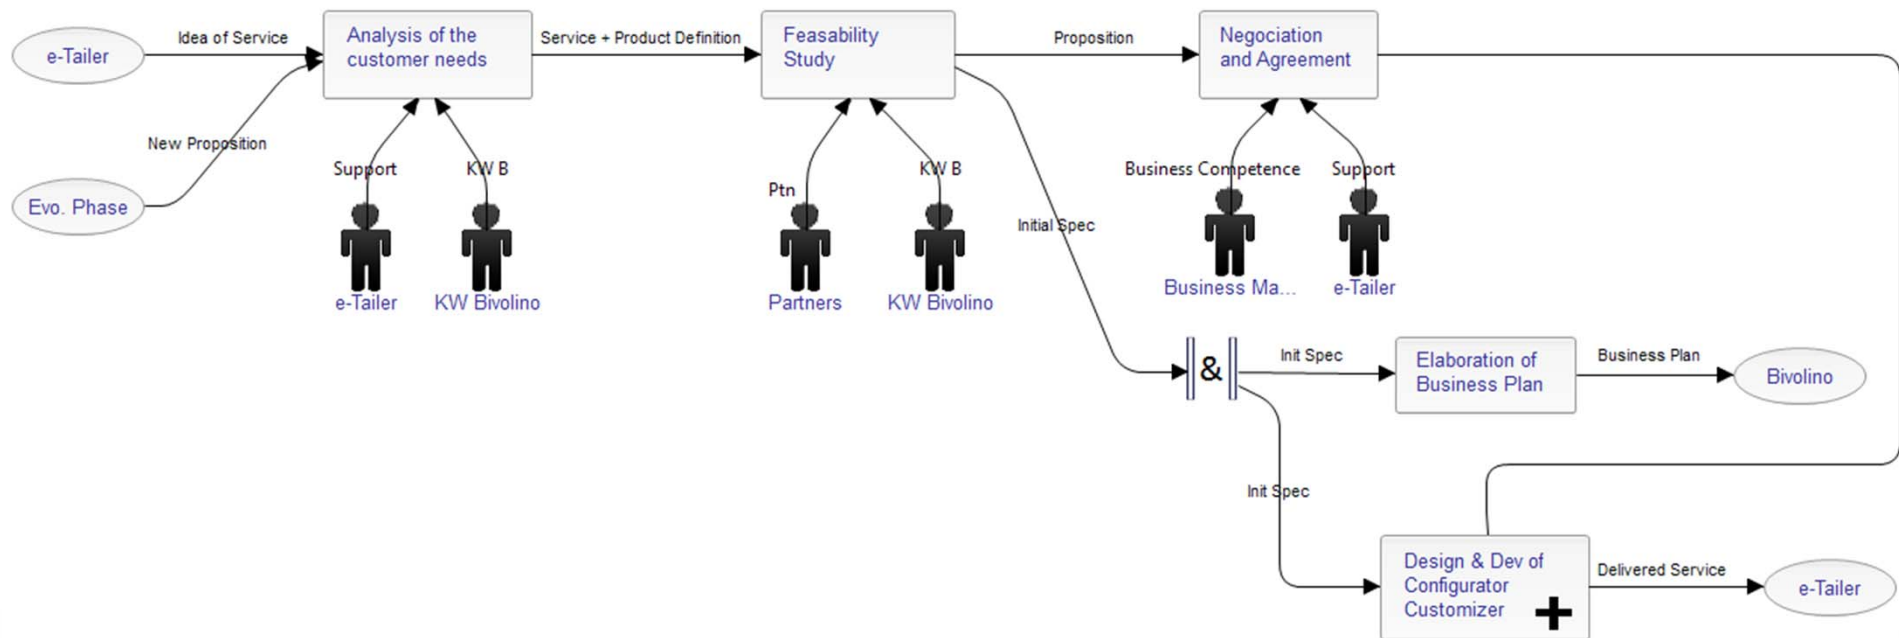 e-Tailer
Idea of Service
Analysis of the
customer needs
Service + Product Definition
Feasability
Study
Proposition
Negociation
and Agreement
New Proposition
Evo. Phase
Support
KW B
Ptn
KW B
Business Competence
Support
Initial Spec
e-Tailer
KW Bivolino
Partners
KW Bivolino
Business Ma...
e-Tailer
&
Init Spec
Elaboration of
Business Plan
Business Plan
Bivolino
Init Spec
Design & Dev of
Configurator
Customizer
Delivered Service
e-Tailer